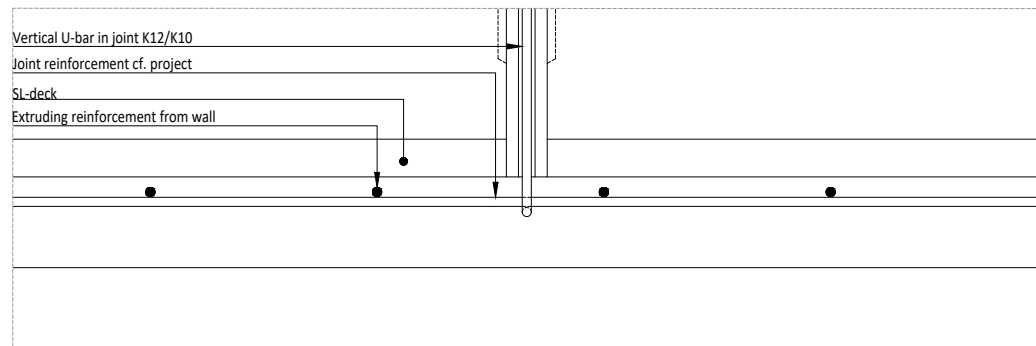 Vertical U-bar in joint K12/K10
Joint reinforcement cf. project
SL-deck
Extruding reinforcement from wall